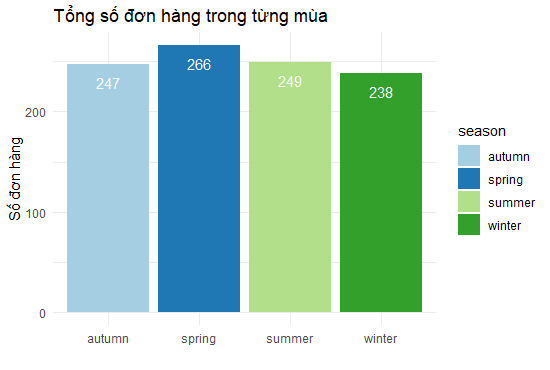 Tổng số đơn hàng trong từng mùa
Số đơn hàng
200
100
0
247
266
249
238
autumn
spring
summer
winter
season
autumn
spring
summer
winter